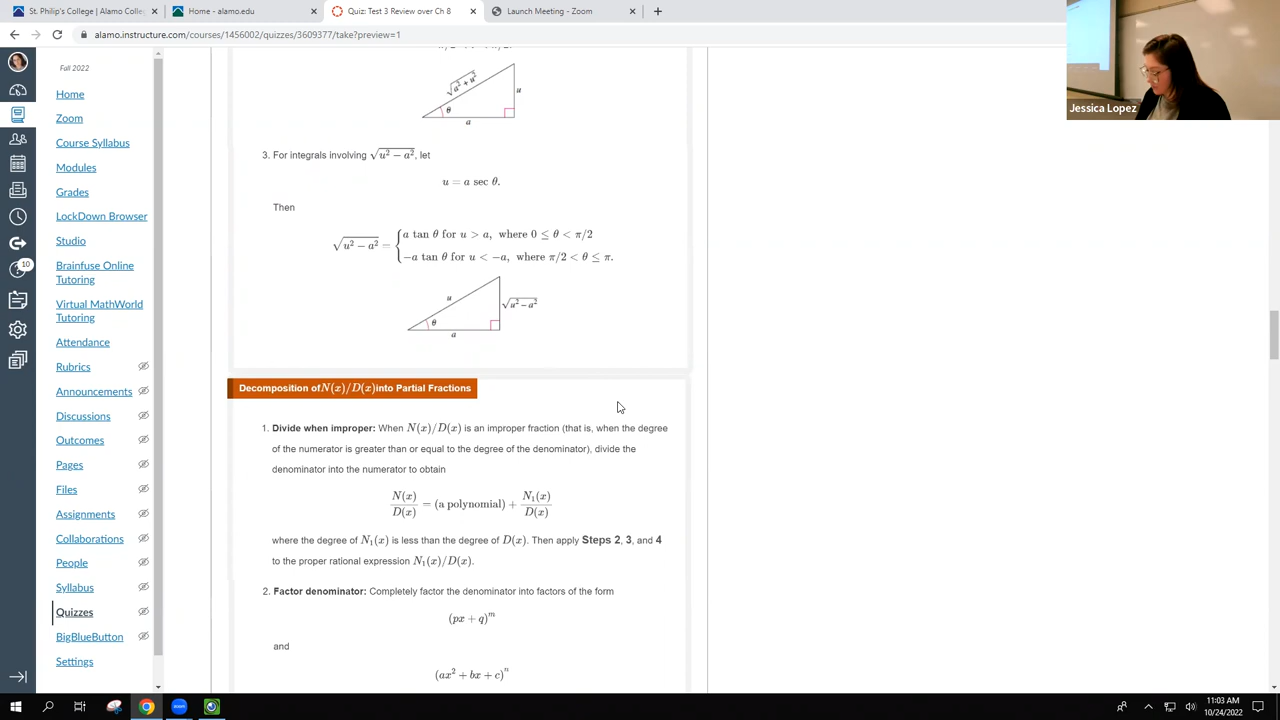 St. Philip's College | Alamo Colleg
Home - alamo.edu
Quiz: Test 3 Review over Ch 8
Launch Meeting - Zoom
alamo.instructure.com/courses/1456002/quizzes/3609377/take?preview=1
Jessica Lopez
Fall 2022
Home
Zoom
Course Syllabus
Modules
Grades
LockDown Browser
Studio
10
Brainfuse Online
Tutoring
Virtual MathWorld
Tutoring
Attendance
Rubrics
Announcements
Discussions
Outcomes
Pages
Files
Assignments
Collaborations
People
Syllabus
Quizzes
BigBlueButton
Settings
√a² + u²
u
θ
a
3. For integrals involving √u² − a², let
u = a sec θ.
Then
√u² − a² = { a tan θ for u > a, where 0 ≤ θ < π/2
−a tan θ for u < −a, where π/2 < θ ≤ π.
u
√u² − a²
θ
a
Decomposition of N(x)/D(x) into Partial Fractions
1. Divide when improper: When N(x)/D(x) is an improper fraction (that is, when the degree
of the numerator is greater than or equal to the degree of the denominator), divide the
denominator into the numerator to obtain
N(x)/D(x) = (a polynomial) + N₁(x)/D(x)
where the degree of N₁(x) is less than the degree of D(x). Then apply Steps 2, 3, and 4
to the proper rational expression N₁(x)/D(x).
2. Factor denominator: Completely factor the denominator into factors of the form
(px + q)ᵐ
and
(ax² + bx + c)ⁿ
11:03 AM
10/24/2022